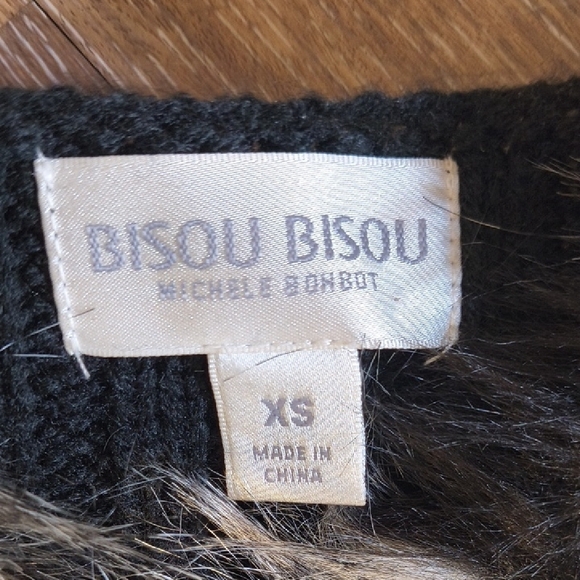 BISOU BISOU
MICHELE BOHBOT
XS
MADE IN
CHINA